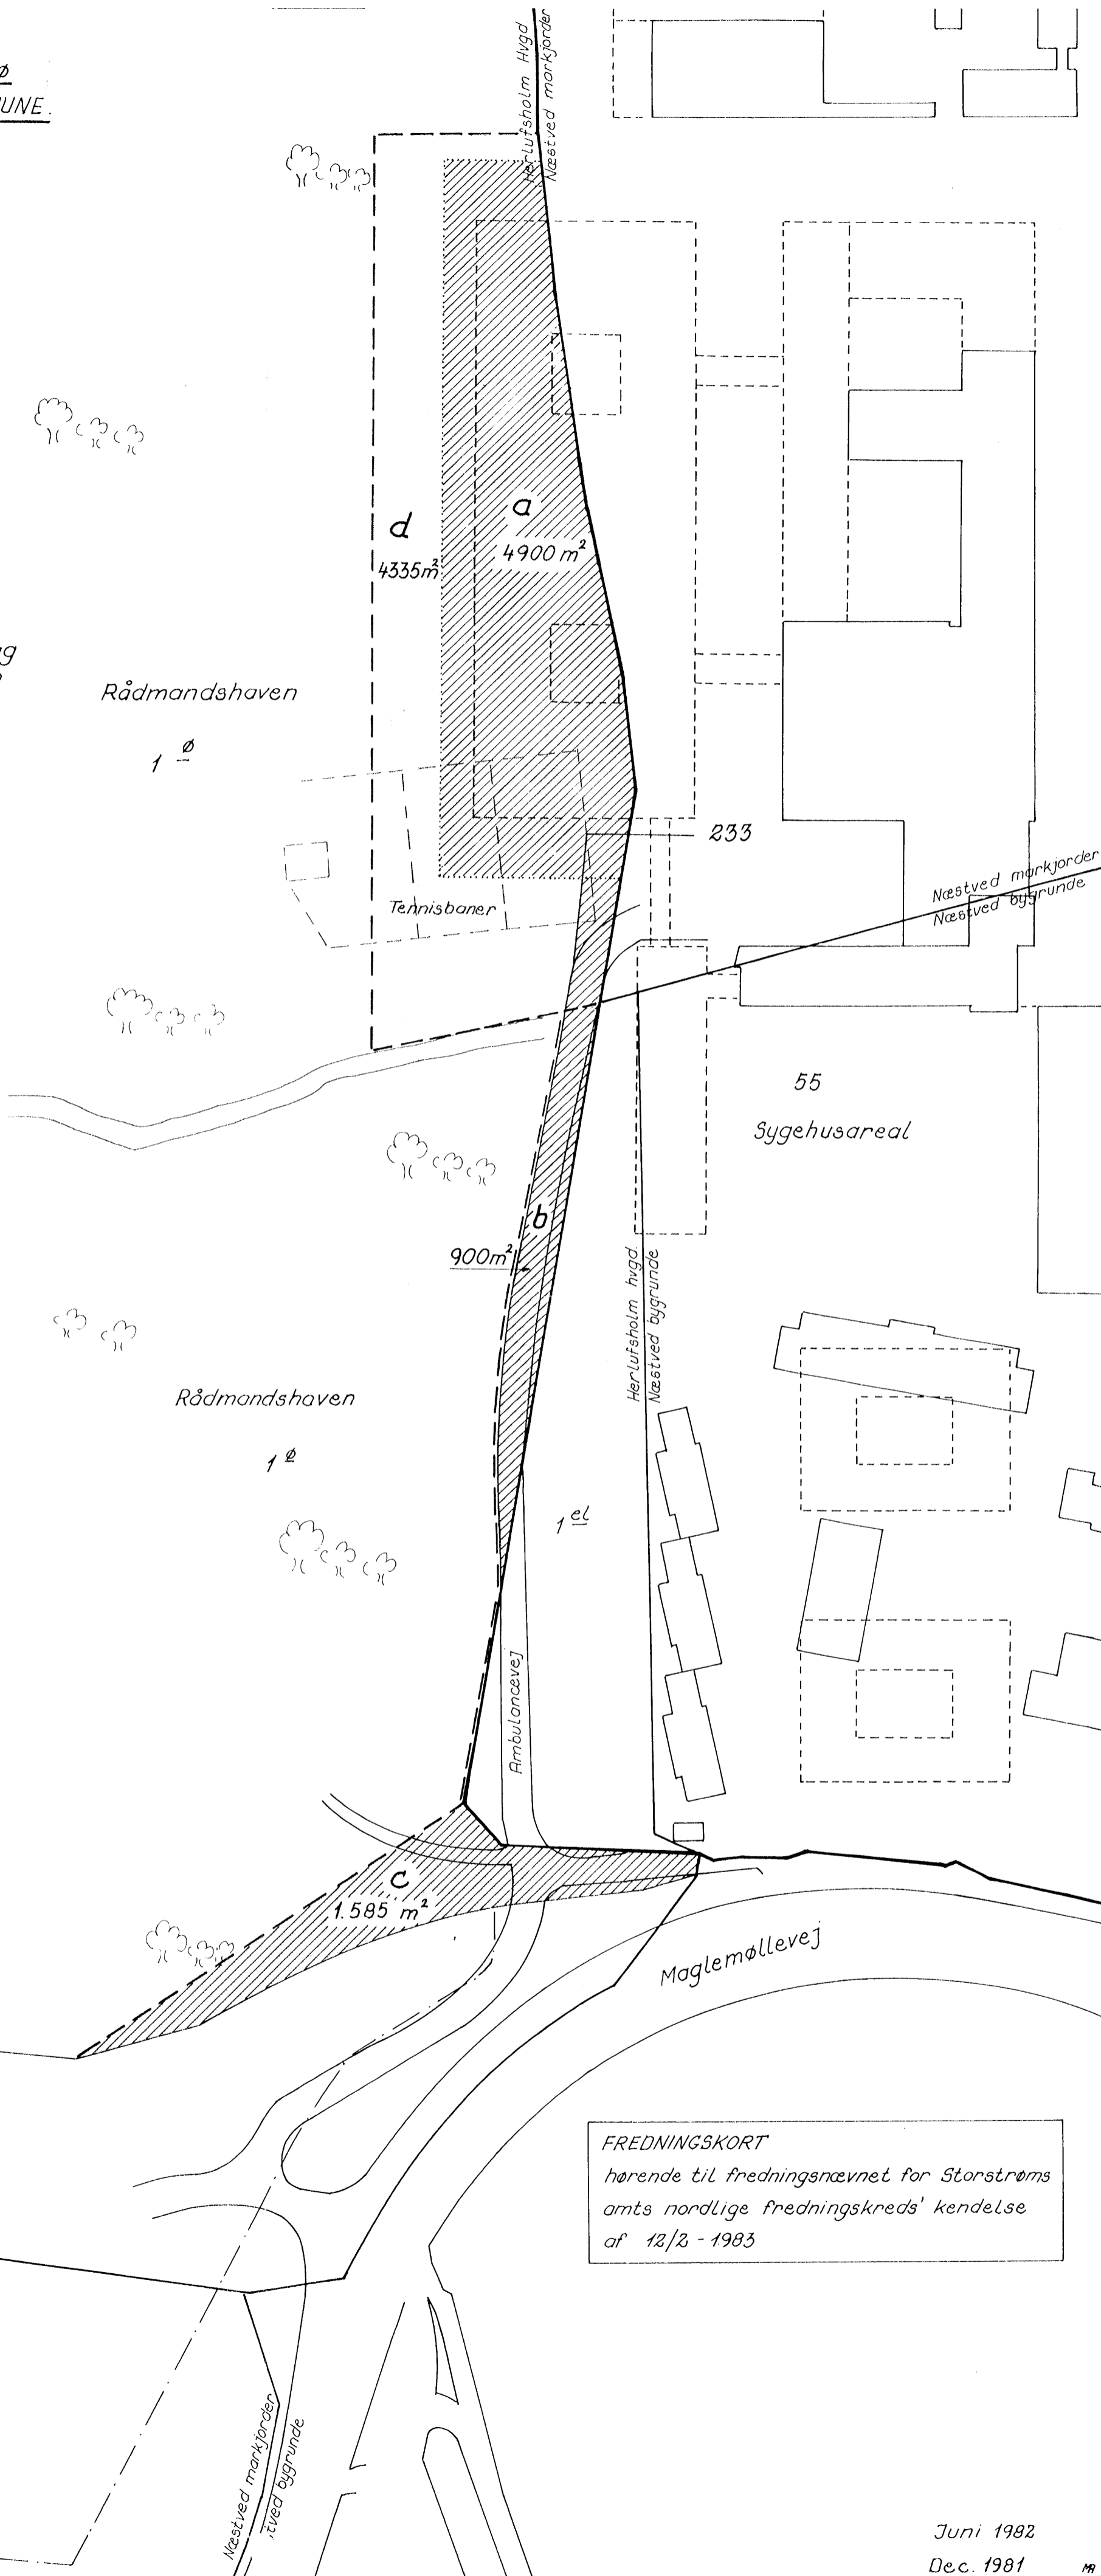 Ø
UNE.
Herlufsholm Hvgd
Næstved markjorder
a
4900 m²
d
4335m²
Rådmandshaven
1 ø
233
Tennisbaner
Næstved markjorder
Næstved bygrunde
55
Sygehusareal
b
900m²
Herlufsholm hvgd.
Næstved bygrunde
Rådmandshaven
1 ø
1 el
Ambulancevej
c
1.585 m²
Maglemøllevej
FREDNINGSKORT
hørende til fredningsnævnet for Storstrøms
amts nordlige fredningskreds' kendelse
af 12/2 - 1983
Næstved markjorder
tved bygrunde
Juni 1982
Dec. 1981